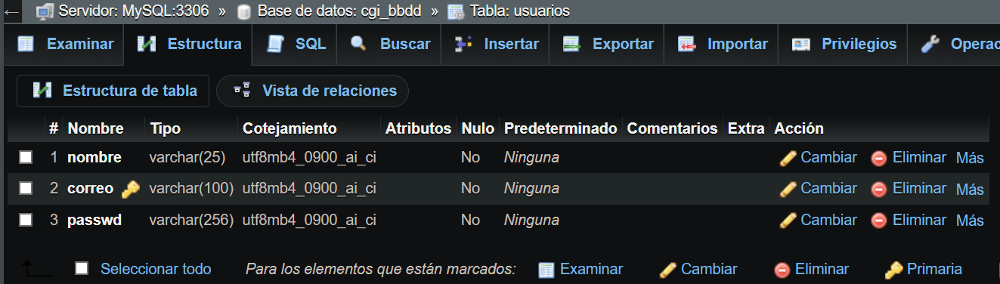 Servidor: MySQL:3306 » Base de datos: cgi_bbdd » Tabla: usuarios
Examinar Estructura SQL Buscar Insertar Exportar Importar Privilegios Operac
Estructura de tabla Vista de relaciones
# Nombre Tipo Cotejamiento Atributos Nulo Predeterminado Comentarios Extra Acción
1 nombre varchar(25) utf8mb4_0900_ai_ci No Ninguna Cambiar Eliminar Más
2 correo varchar(100) utf8mb4_0900_ai_ci No Ninguna Cambiar Eliminar Más
3 passwd varchar(256) utf8mb4_0900_ai_ci No Ninguna Cambiar Eliminar Más
Seleccionar todo Para los elementos que están marcados: Examinar Cambiar Eliminar Primaria